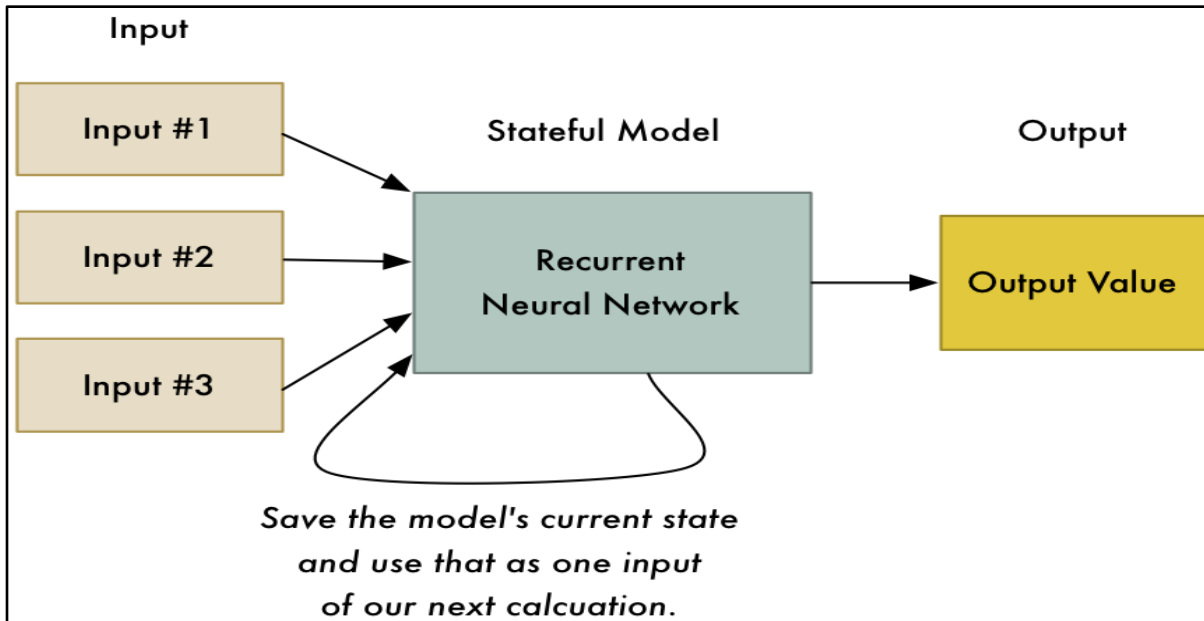 Input
Input #1
Stateful Model
Output
Input #2
Recurrent
Neural Network
Output Value
Input #3
Save the model's current state
and use that as one input
of our next calcuation.